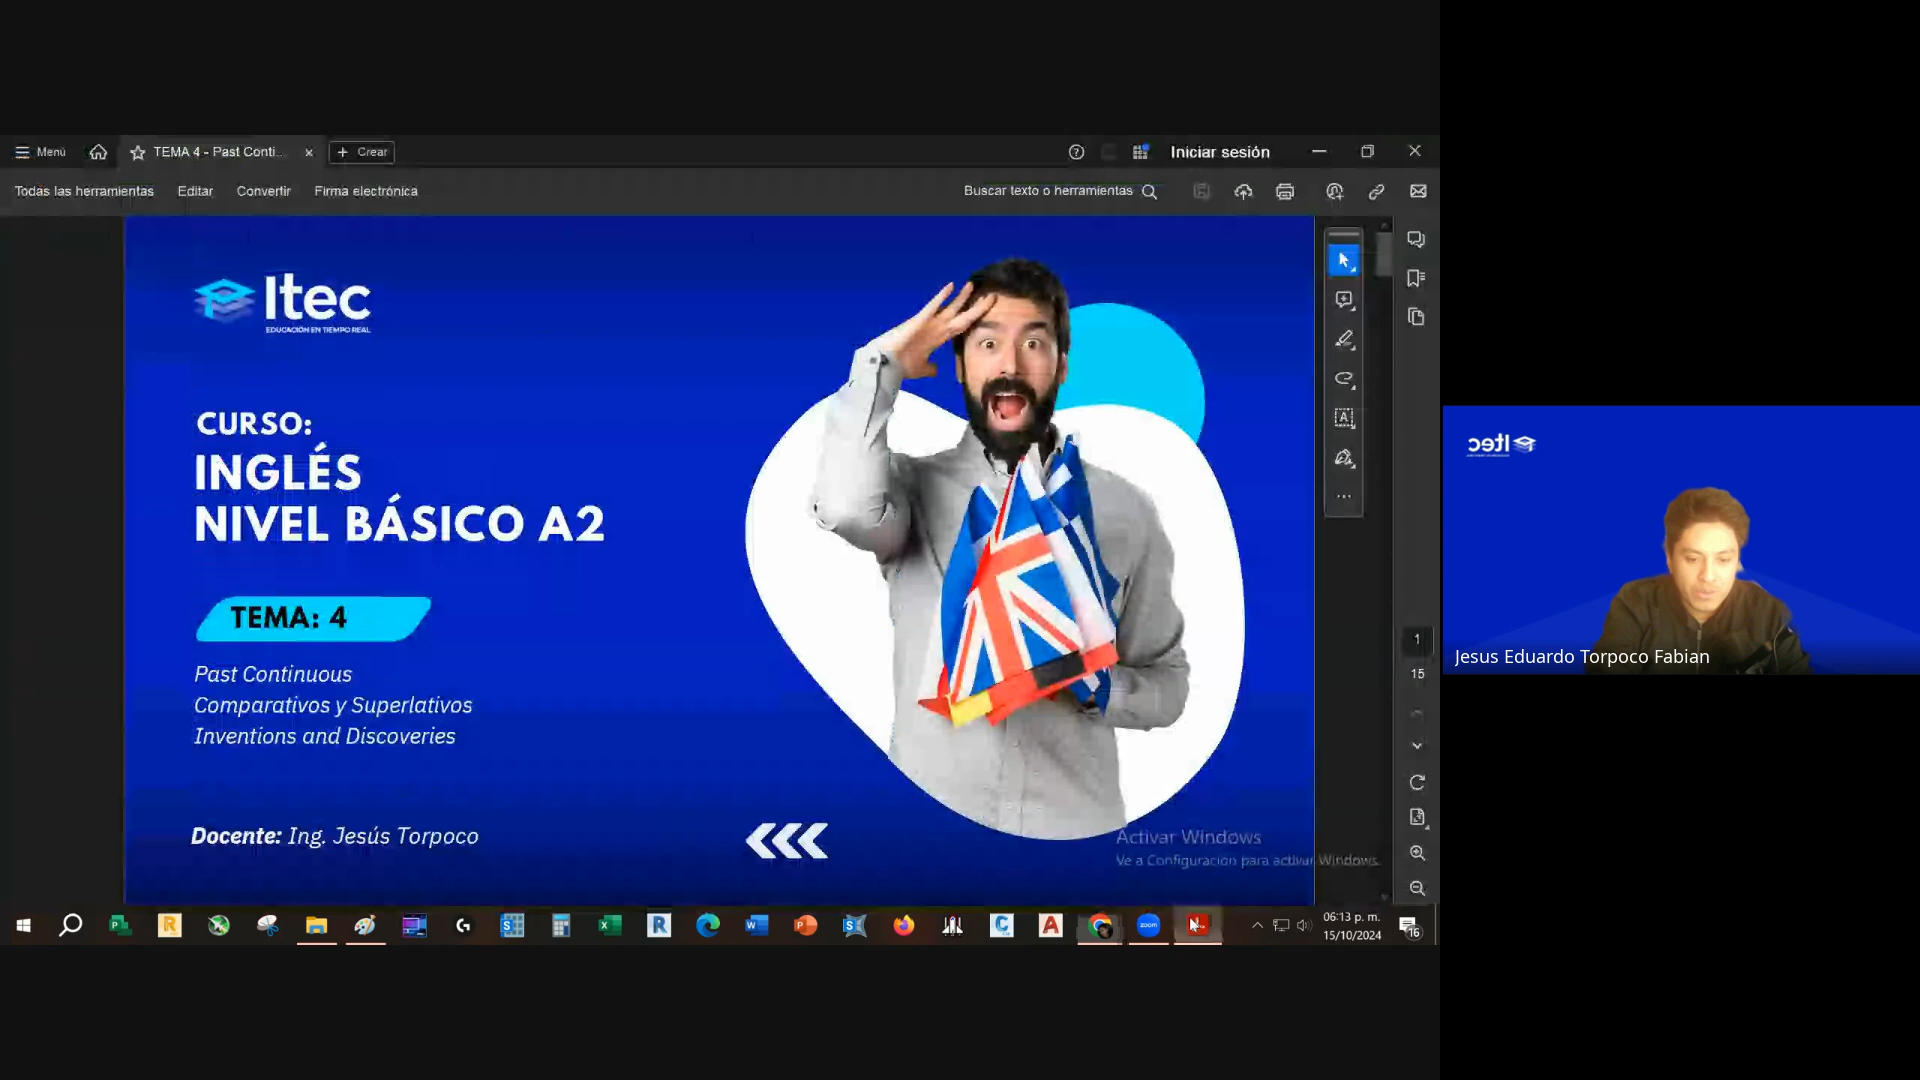 Menú
TEMA 4 - Past Conti...
Crear
Iniciar sesión
Todas las herramientas
Editar
Convertir
Firma electrónica
Buscar texto o herramientas
Itec
EDUCACIÓN EN TIEMPO REAL
CURSO:
INGLÉS
NIVEL BÁSICO A2
TEMA: 4
Past Continuous
Comparativos y Superlativos
Inventions and Discoveries
Docente: Ing. Jesús Torpoco
Activar Windows
Ve a Configuración para activar Windows.
1
15
06:13 p. m.
15/10/2024
16
zoom
Itec
Jesus Eduardo Torpoco Fabian